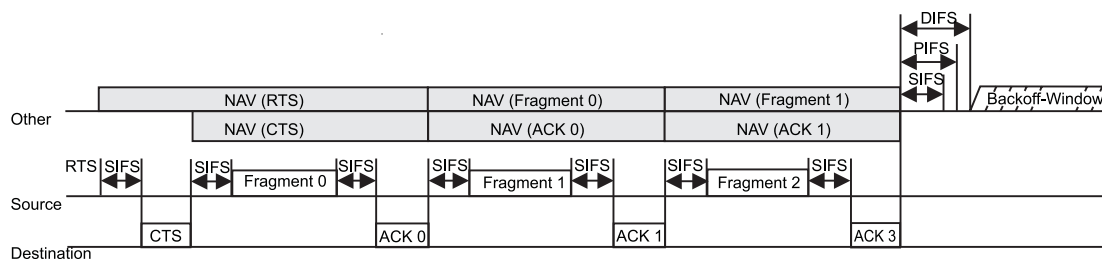 DIFS
PIFS
SIFS
NAV (RTS) NAV (Fragment 0) NAV (Fragment 1) Backoff-Window
Other
NAV (CTS) NAV (ACK 0) NAV (ACK 1)
RTS SIFS SIFS SIFS SIFS SIFS SIFS SIFS
Fragment 0 Fragment 1 Fragment 2
Source
CTS ACK 0 ACK 1 ACK 3
Destination